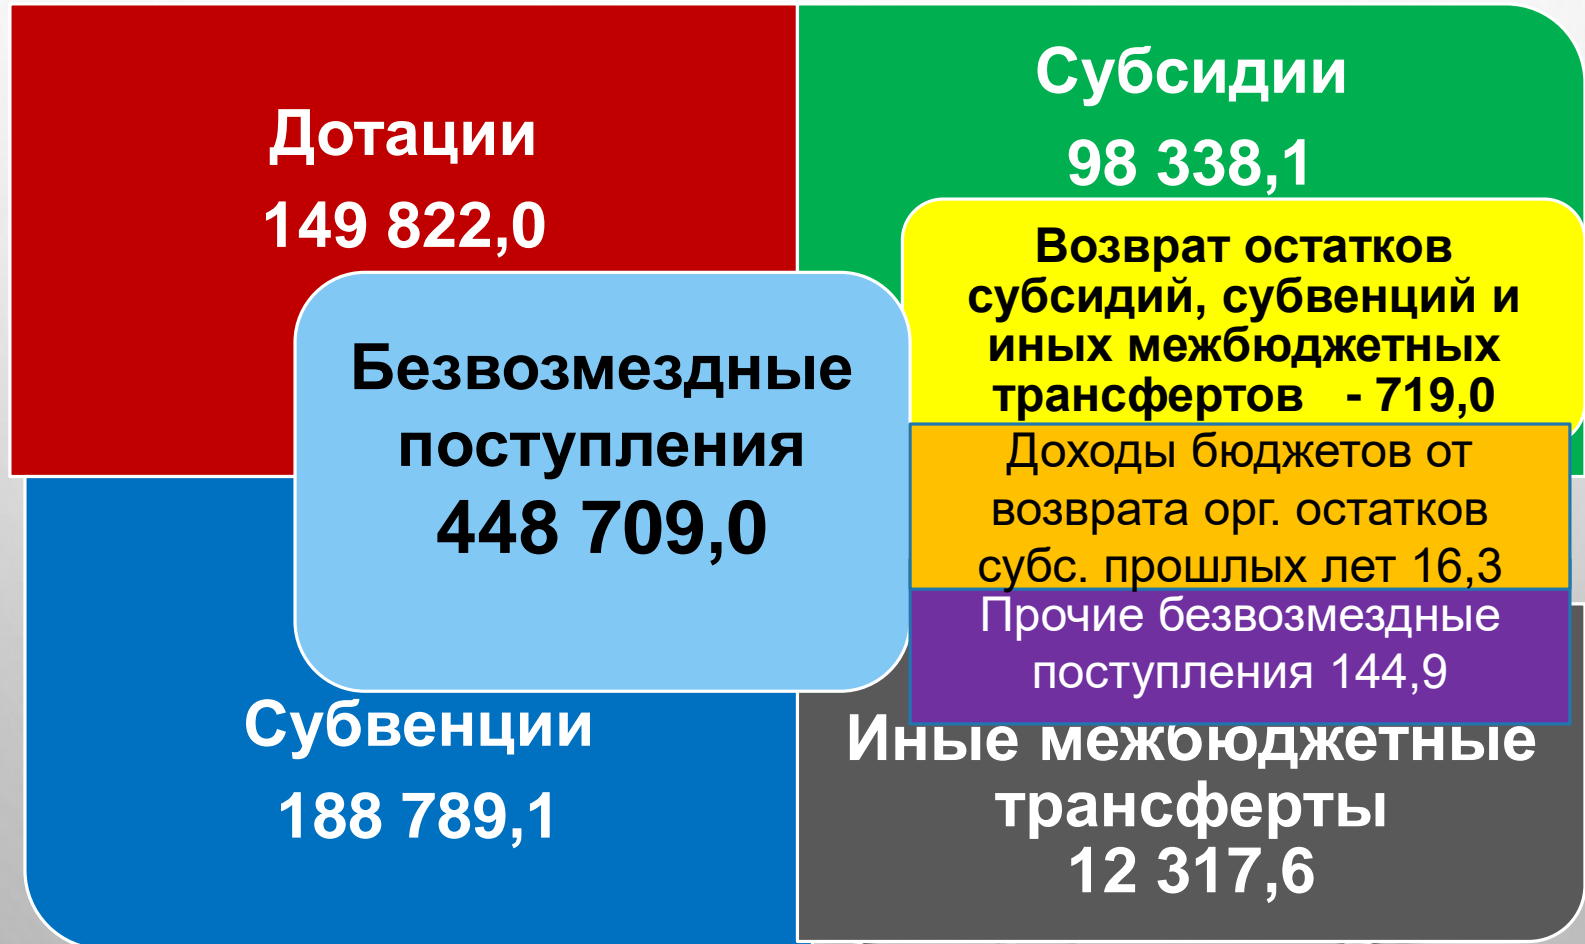 Дотации
149 822,0
Субсидии
98 338,1
Возврат остатков
субсидий, субвенций и
иных межбюджетных
трансфертов - 719,0
Безвозмездные
поступления
448 709,0
Доходы бюджетов от
возврата орг. остатков
субс. прошлых лет 16,3
Прочие безвозмездные
поступления 144,9
Субвенции
188 789,1
Иные межбюджетные
трансферты
12 317,6